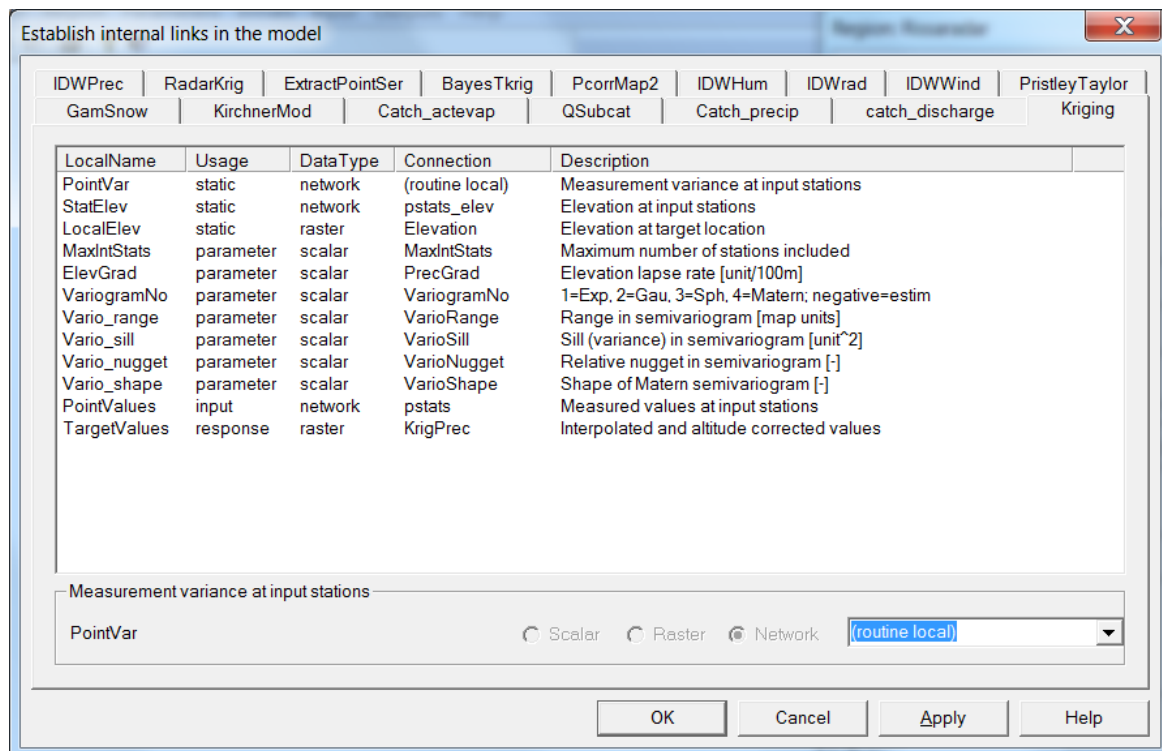 Establish internal links in the model
IDWPrec RadarKrig ExtractPointSer BayesTkrig PcorrMap2 IDWHum IDWrad IDWWind PristleyTaylor
GamSnow KirchnerMod Catch_actevap QSubcat Catch_precip catch_discharge Kriging
LocalName Usage DataType Connection Description
PointVar static network (routine local) Measurement variance at input stations
StatElev static network pstats_elev Elevation at input stations
LocalElev static raster Elevation Elevation at target location
MaxIntStats parameter scalar MaxIntStats Maximum number of stations included
ElevGrad parameter scalar PrecGrad Elevation lapse rate [unit/100m]
VariogramNo parameter scalar VariogramNo 1=Exp, 2=Gau, 3=Sph, 4=Matern; negative=estim
Vario_range parameter scalar VarioRange Range in semivariogram [map units]
Vario_sill parameter scalar VarioSill Sill (variance) in semivariogram [unit^2]
Vario_nugget parameter scalar VarioNugget Relative nugget in semivariogram [-]
Vario_shape parameter scalar VarioShape Shape of Matern semivariogram [-]
PointValues input network pstats Measured values at input stations
TargetValues response raster KrigPrec Interpolated and altitude corrected values
Measurement variance at input stations
PointVar Scalar Raster Network (routine local)
OK Cancel Apply Help